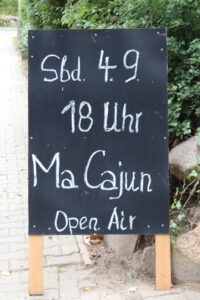 Sbd. 4.9.
18 Uhr
Ma Cajun
Open Air